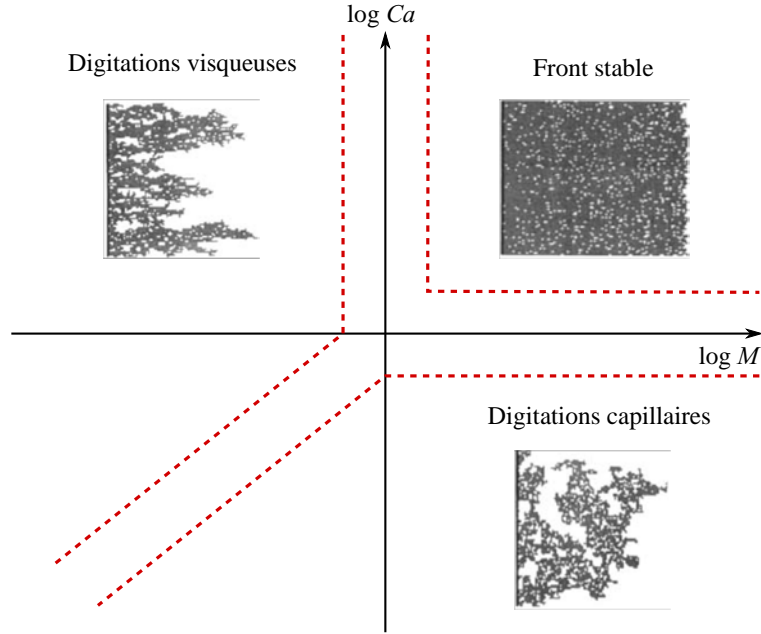 log Ca
Digitations visqueuses
Front stable
log M
Digitations capillaires